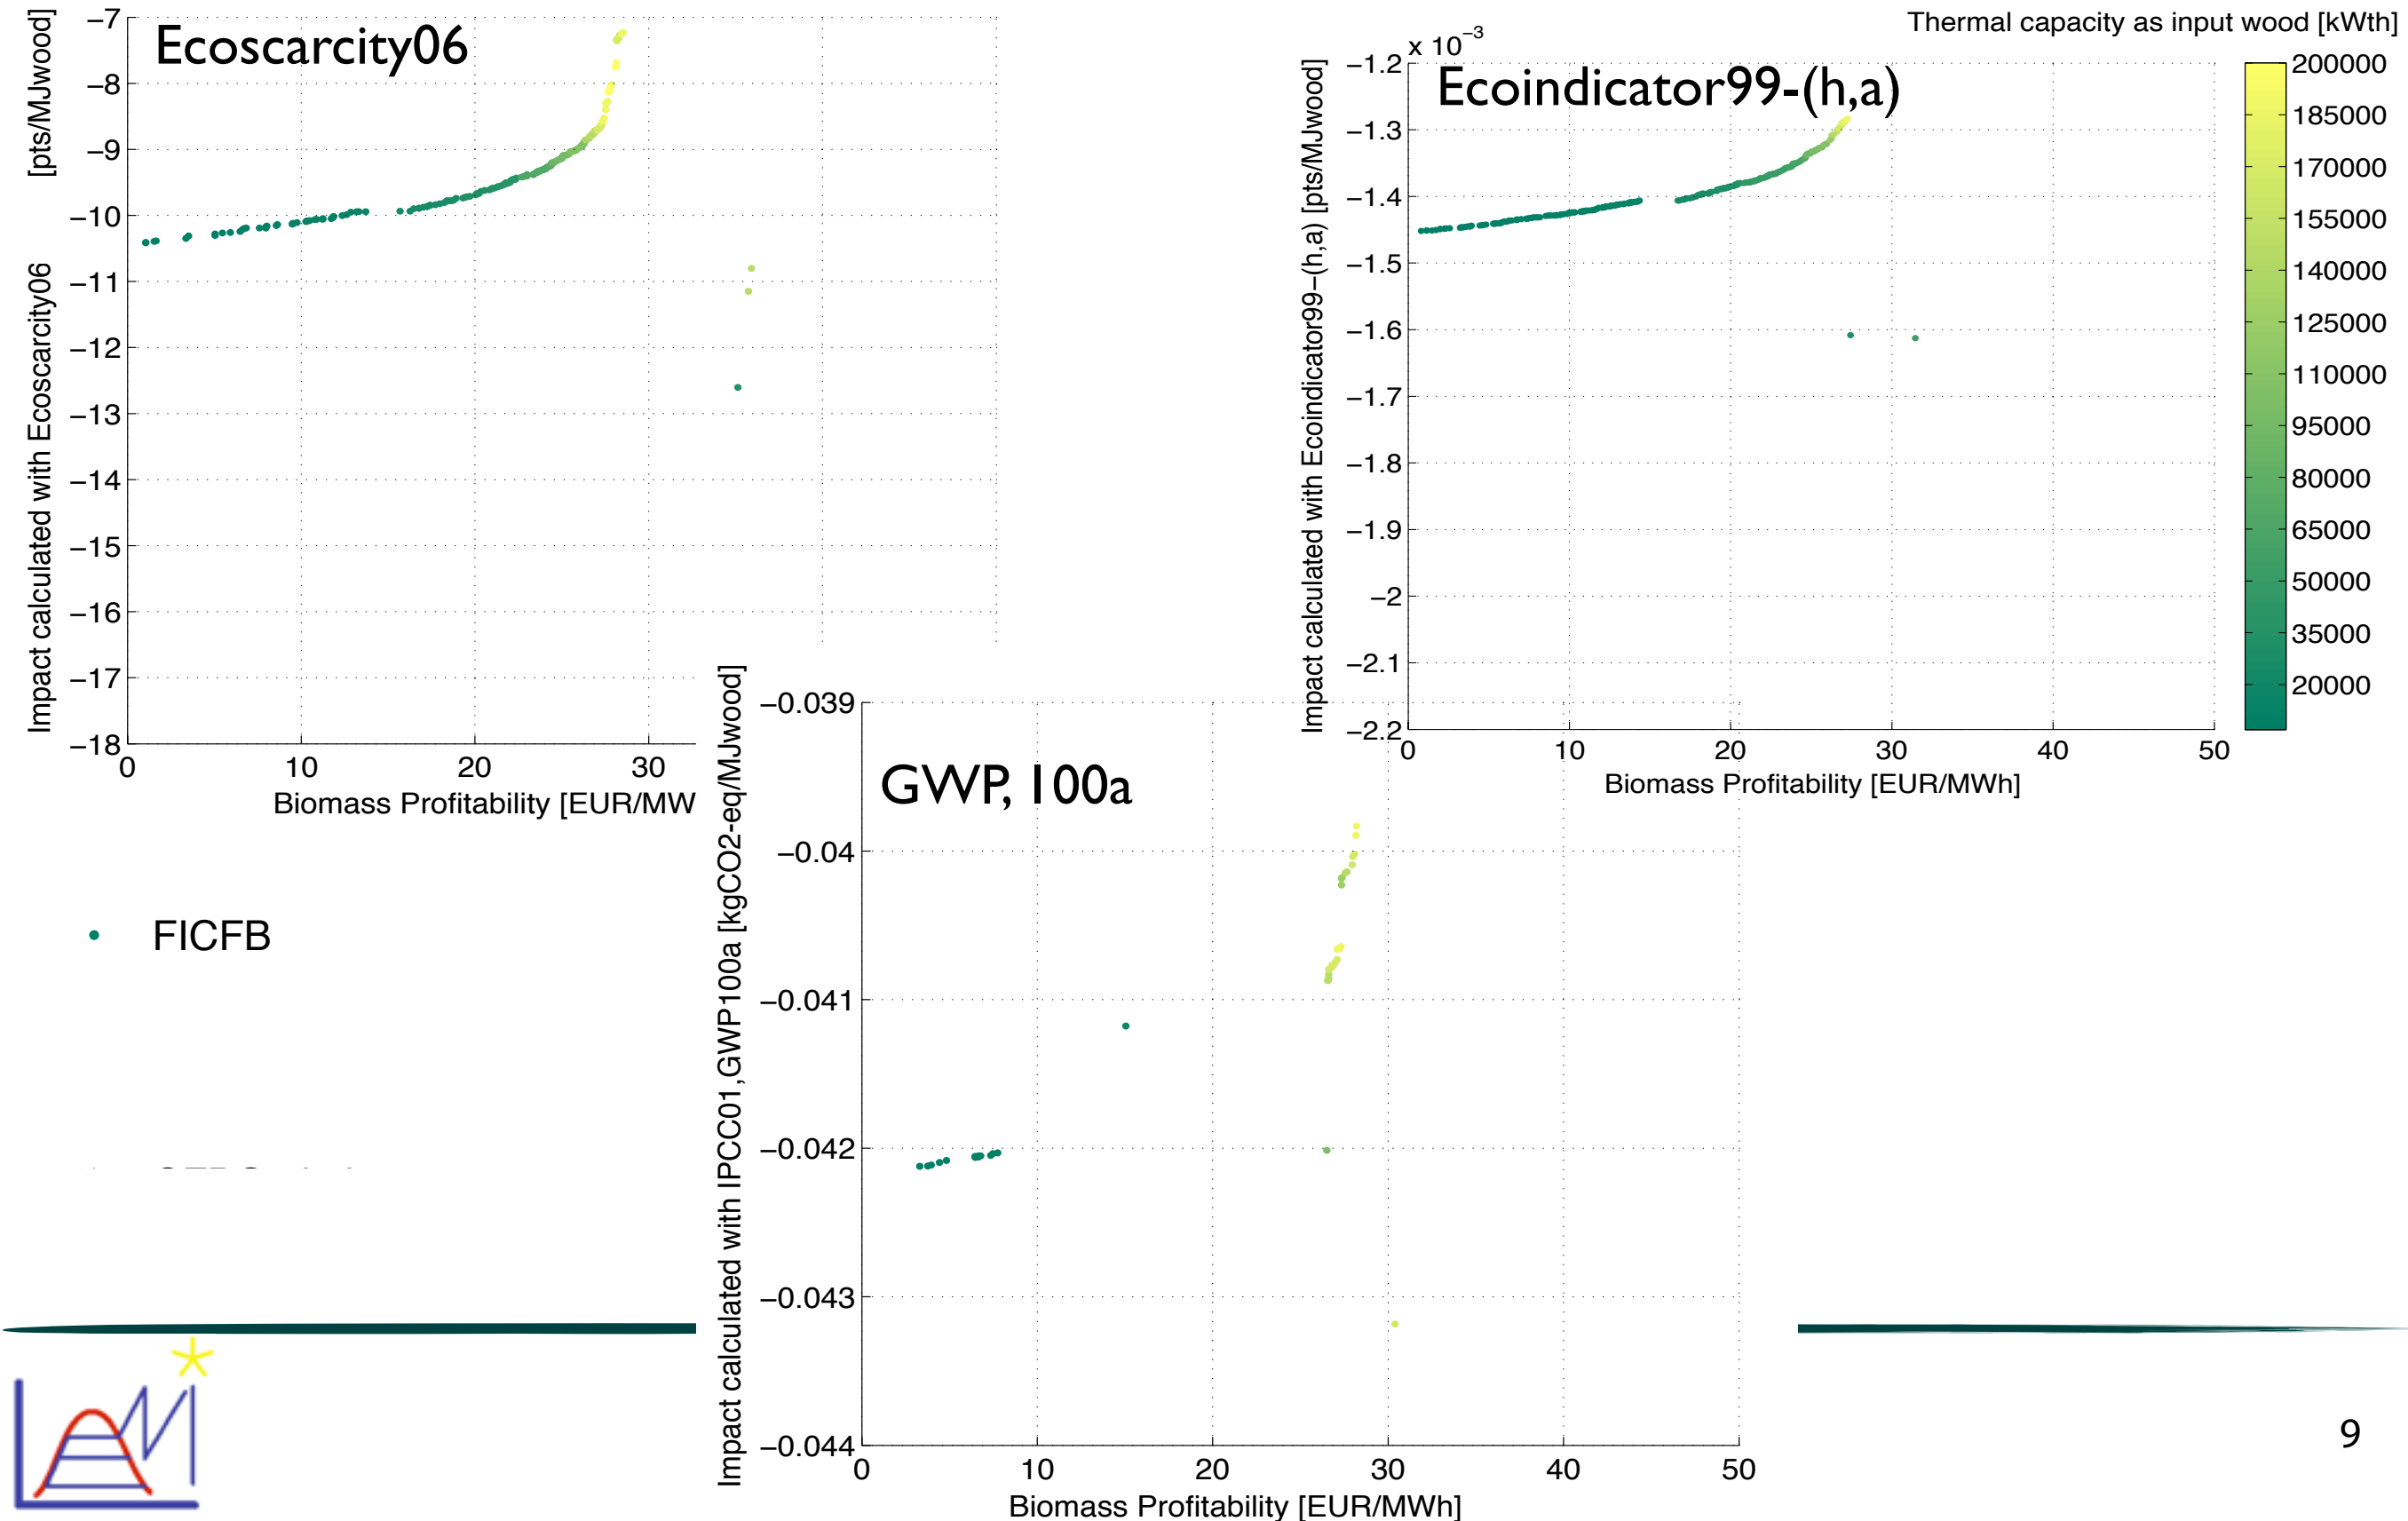 Ecoscarcity06
Impact calculated with Ecoscarcity06 [pts/MJwood]
−7
−8
−9
−10
−11
−12
−13
−14
−15
−16
−17
−18
0 10 20 30
Biomass Profitability [EUR/MW
Thermal capacity as input wood [kWth]
Ecoindicator99-(h,a)
x 10−3
Impact calculated with Ecoindicator99−(h,a) [pts/MJwood]
−1.2
−1.3
−1.4
−1.5
−1.6
−1.7
−1.8
−1.9
−2
−2.1
−2.2
0 10 20 30 40 50
Biomass Profitability [EUR/MWh]
200000
185000
170000
155000
140000
125000
110000
95000
80000
65000
50000
35000
20000
GWP, 100a
Impact calculated with IPCC01,GWP100a [kgCO2-eq/MJwood]
−0.039
−0.04
−0.041
−0.042
−0.043
−0.044
0 10 20 30 40 50
Biomass Profitability [EUR/MWh]
FICFB
9